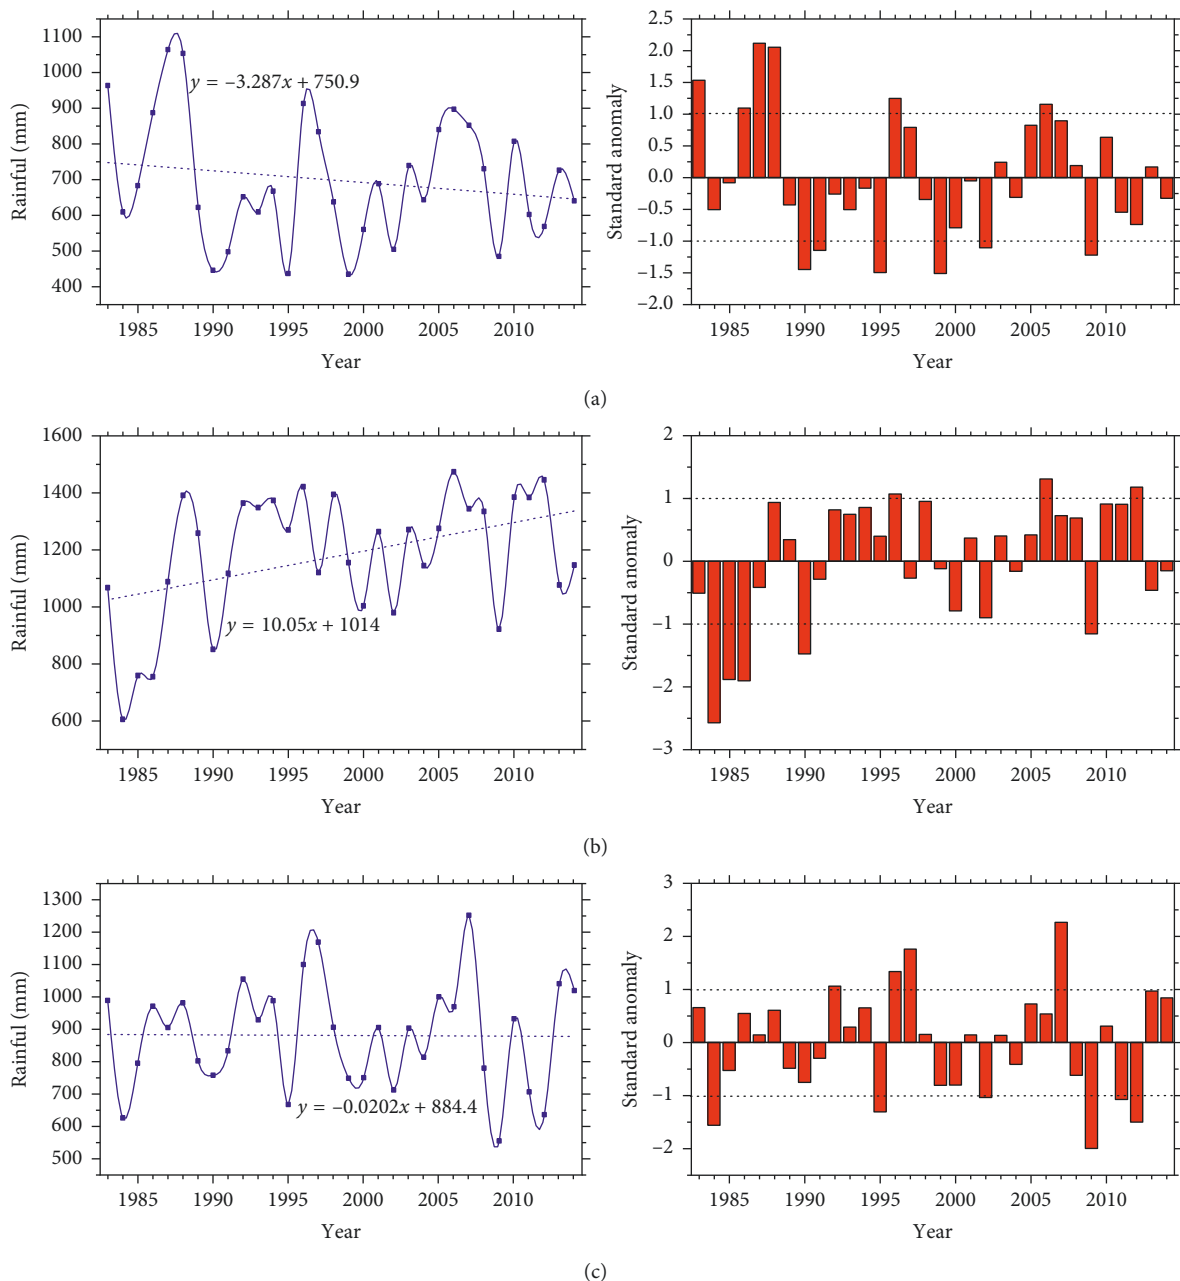 1100
1000
900
800
700
600
500
400
Rainful (mm)
y = –3.287x + 750.9
1985 1990 1995 2000 2005 2010
Year
2.5
2.0
1.5
1.0
0.5
0.0
–0.5
–1.0
–1.5
–2.0
Standard anomaly
1985 1990 1995 2000 2005 2010
Year
(a)
1600
1400
1200
1000
800
600
Rainful (mm)
y = 10.05x + 1014
1985 1990 1995 2000 2005 2010
Year
2
1
0
–1
–2
–3
Standard anomaly
1985 1990 1995 2000 2005 2010
Year
(b)
1300
1200
1100
1000
900
800
700
600
500
Rainful (mm)
y = –0.0202x + 884.4
1985 1990 1995 2000 2005 2010
Year
3
2
1
0
–1
–2
Standard anomaly
1985 1990 1995 2000 2005 2010
Year
(c)